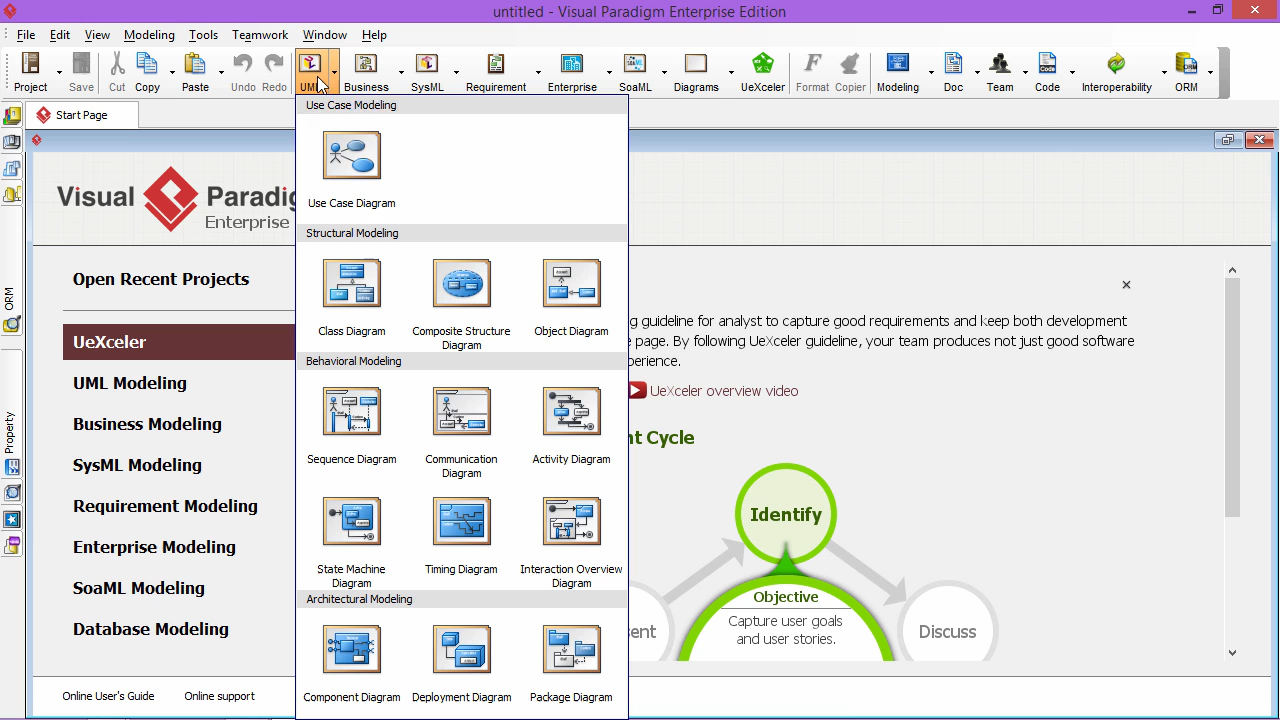 untitled - Visual Paradigm Enterprise Edition
File Edit View Modeling Tools Teamwork Window Help
Project Save Cut Copy Paste Undo Redo UML Business SysML Requirement Enterprise SoaML Diagrams UeXceler Format Copier Modeling Doc Team Code Interoperability ORM
Start Page
Use Case Modeling
Use Case Diagram
Structural Modeling
Class Diagram
Composite Structure
Diagram
Object Diagram
Behavioral Modeling
Sequence Diagram
Communication
Diagram
Activity Diagram
State Machine
Diagram
Timing Diagram
Interaction Overview
Diagram
Architectural Modeling
Component Diagram
Deployment Diagram
Package Diagram
ORM
Property
Visual Paradig
Enterprise
Open Recent Projects
UeXceler
UML Modeling
Business Modeling
SysML Modeling
Requirement Modeling
Enterprise Modeling
SoaML Modeling
Database Modeling
Online User's Guide Online support
g guideline for analyst to capture good requirements and keep both development
e page. By following UeXceler guideline, your team produces not just good software
perience.
UeXceler overview video
nt Cycle
Identify
Objective
Capture user goals
and user stories.
ent
Discuss